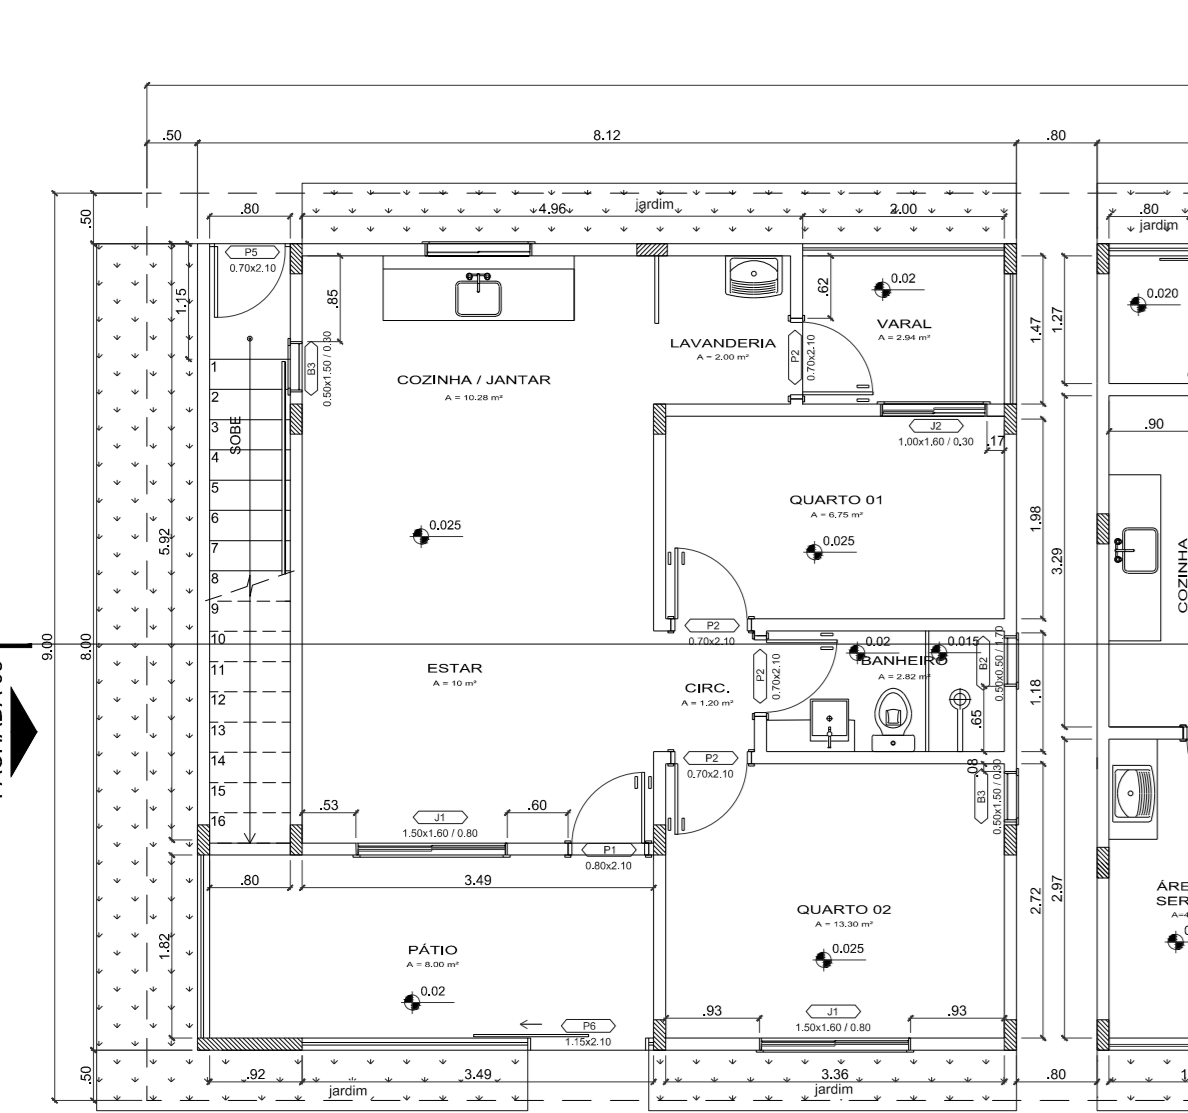 .50
8.12
.80
.50
.80
4.96
jardim
2.00
.80
jardim
P5
0.70x2.10
1.15
.85
.62
0.02
VARAL
A = 2.94 m²
1.47
1.27
0.020
LAVANDERIA
A = 2.00 m²
P2
0.70x2.10
B3
0.50x1.50 / 0.30
COZINHA / JANTAR
A = 10.28 m²
1
2
3
4
5
6
7
8
9
10
11
12
13
14
15
16
SOBE
J2
1.00x1.60 / 0.30
.17
.90
QUARTO 01
A = 6.75 m²
0.025
0.025
1.98
3.29
5.92
COZINHA
P2
0.70x2.10
9.00
8.00
0.02
0.015
BANHEIRO
A = 2.82 m²
P2
0.70x2.10
B2
0.50x0.50 / 1.70
1.18
.65
ESTAR
A = 10 m²
CIRC.
A = 1.20 m²
P2
0.70x2.10
.08
B3
0.50x1.50 / 0.30
.53
J1
1.50x1.60 / 0.80
.60
P1
0.80x2.10
.80
3.49
2.72
2.97
QUARTO 02
A = 13.30 m²
0.025
PÁTIO
A = 8.00 m²
0.02
1.82
P6
1.15x2.10
.93
J1
1.50x1.60 / 0.80
.93
.50
.92
3.49
jardim
3.36
jardim
.80